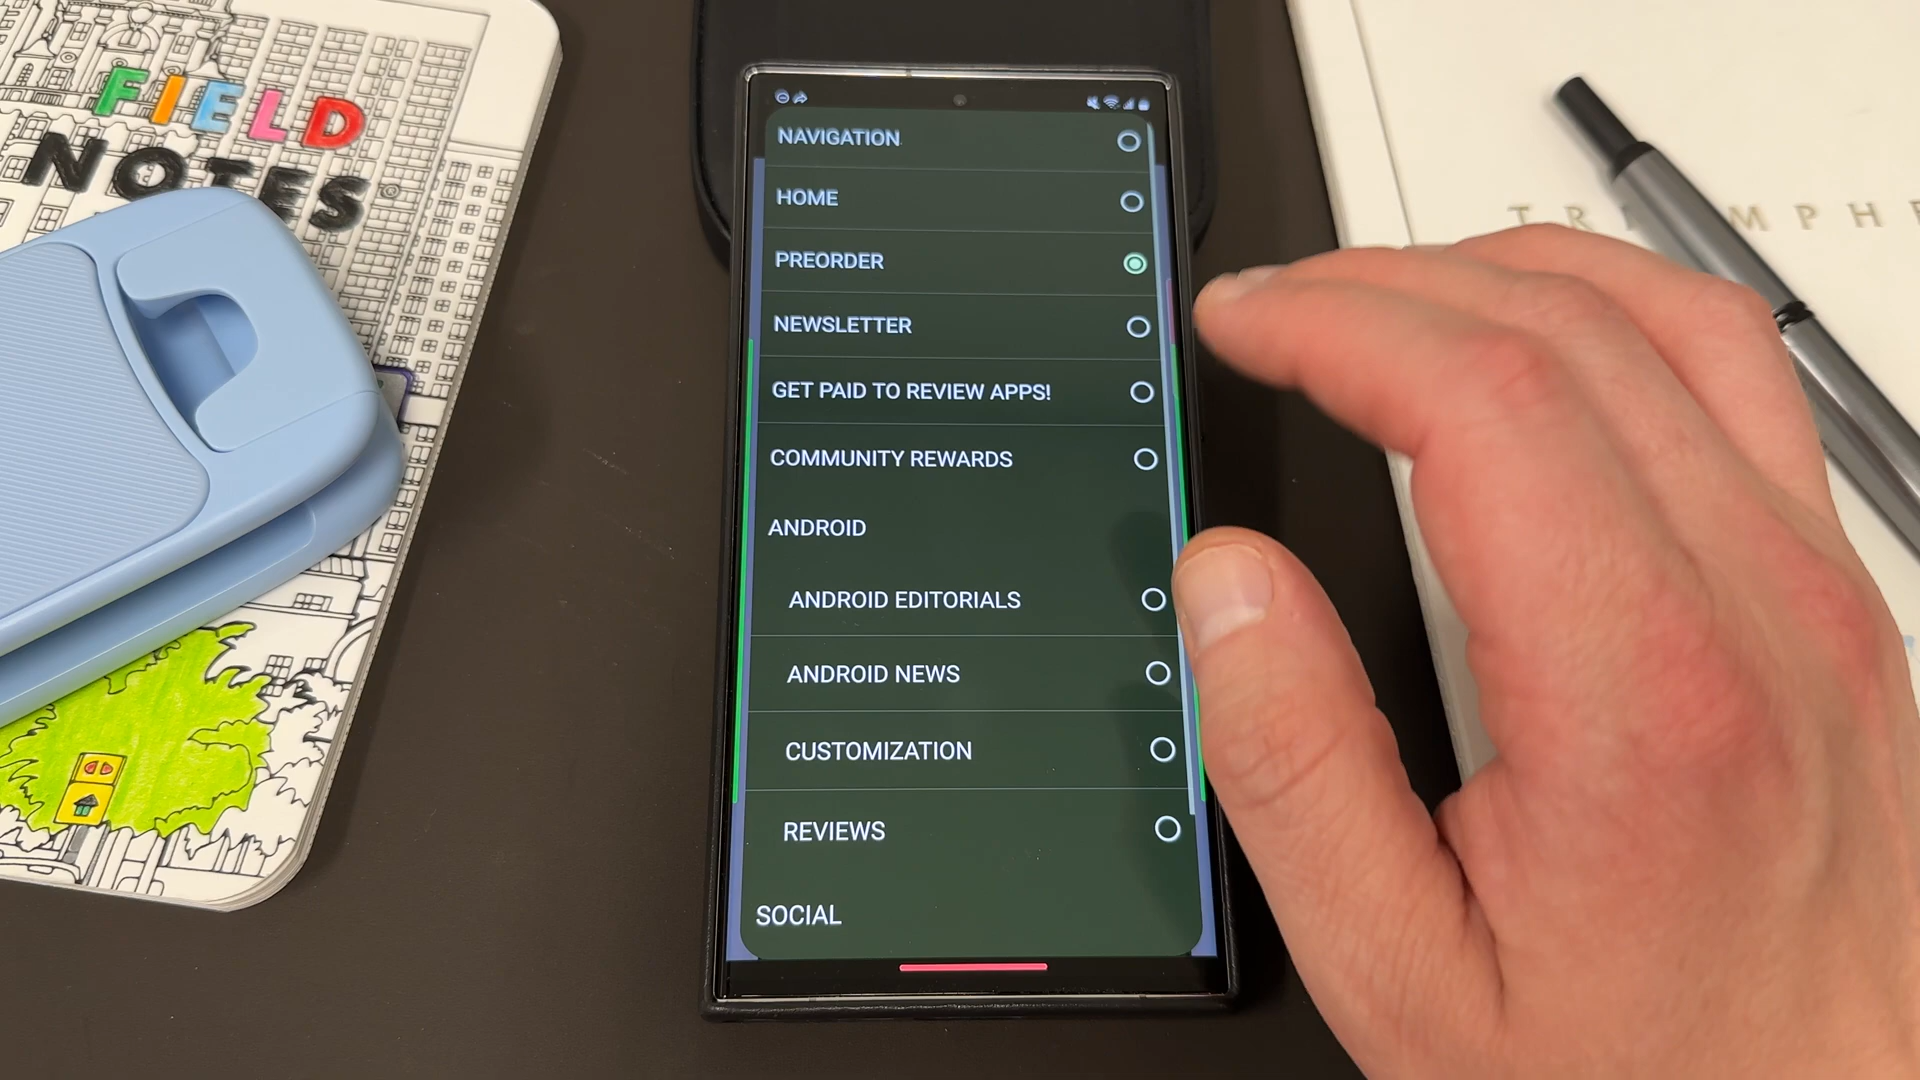 FIELD
NOTES
NAVIGATION
HOME
PREORDER
NEWSLETTER
GET PAID TO REVIEW APPS!
COMMUNITY REWARDS
ANDROID
ANDROID EDITORIALS
ANDROID NEWS
CUSTOMIZATION
REVIEWS
SOCIAL